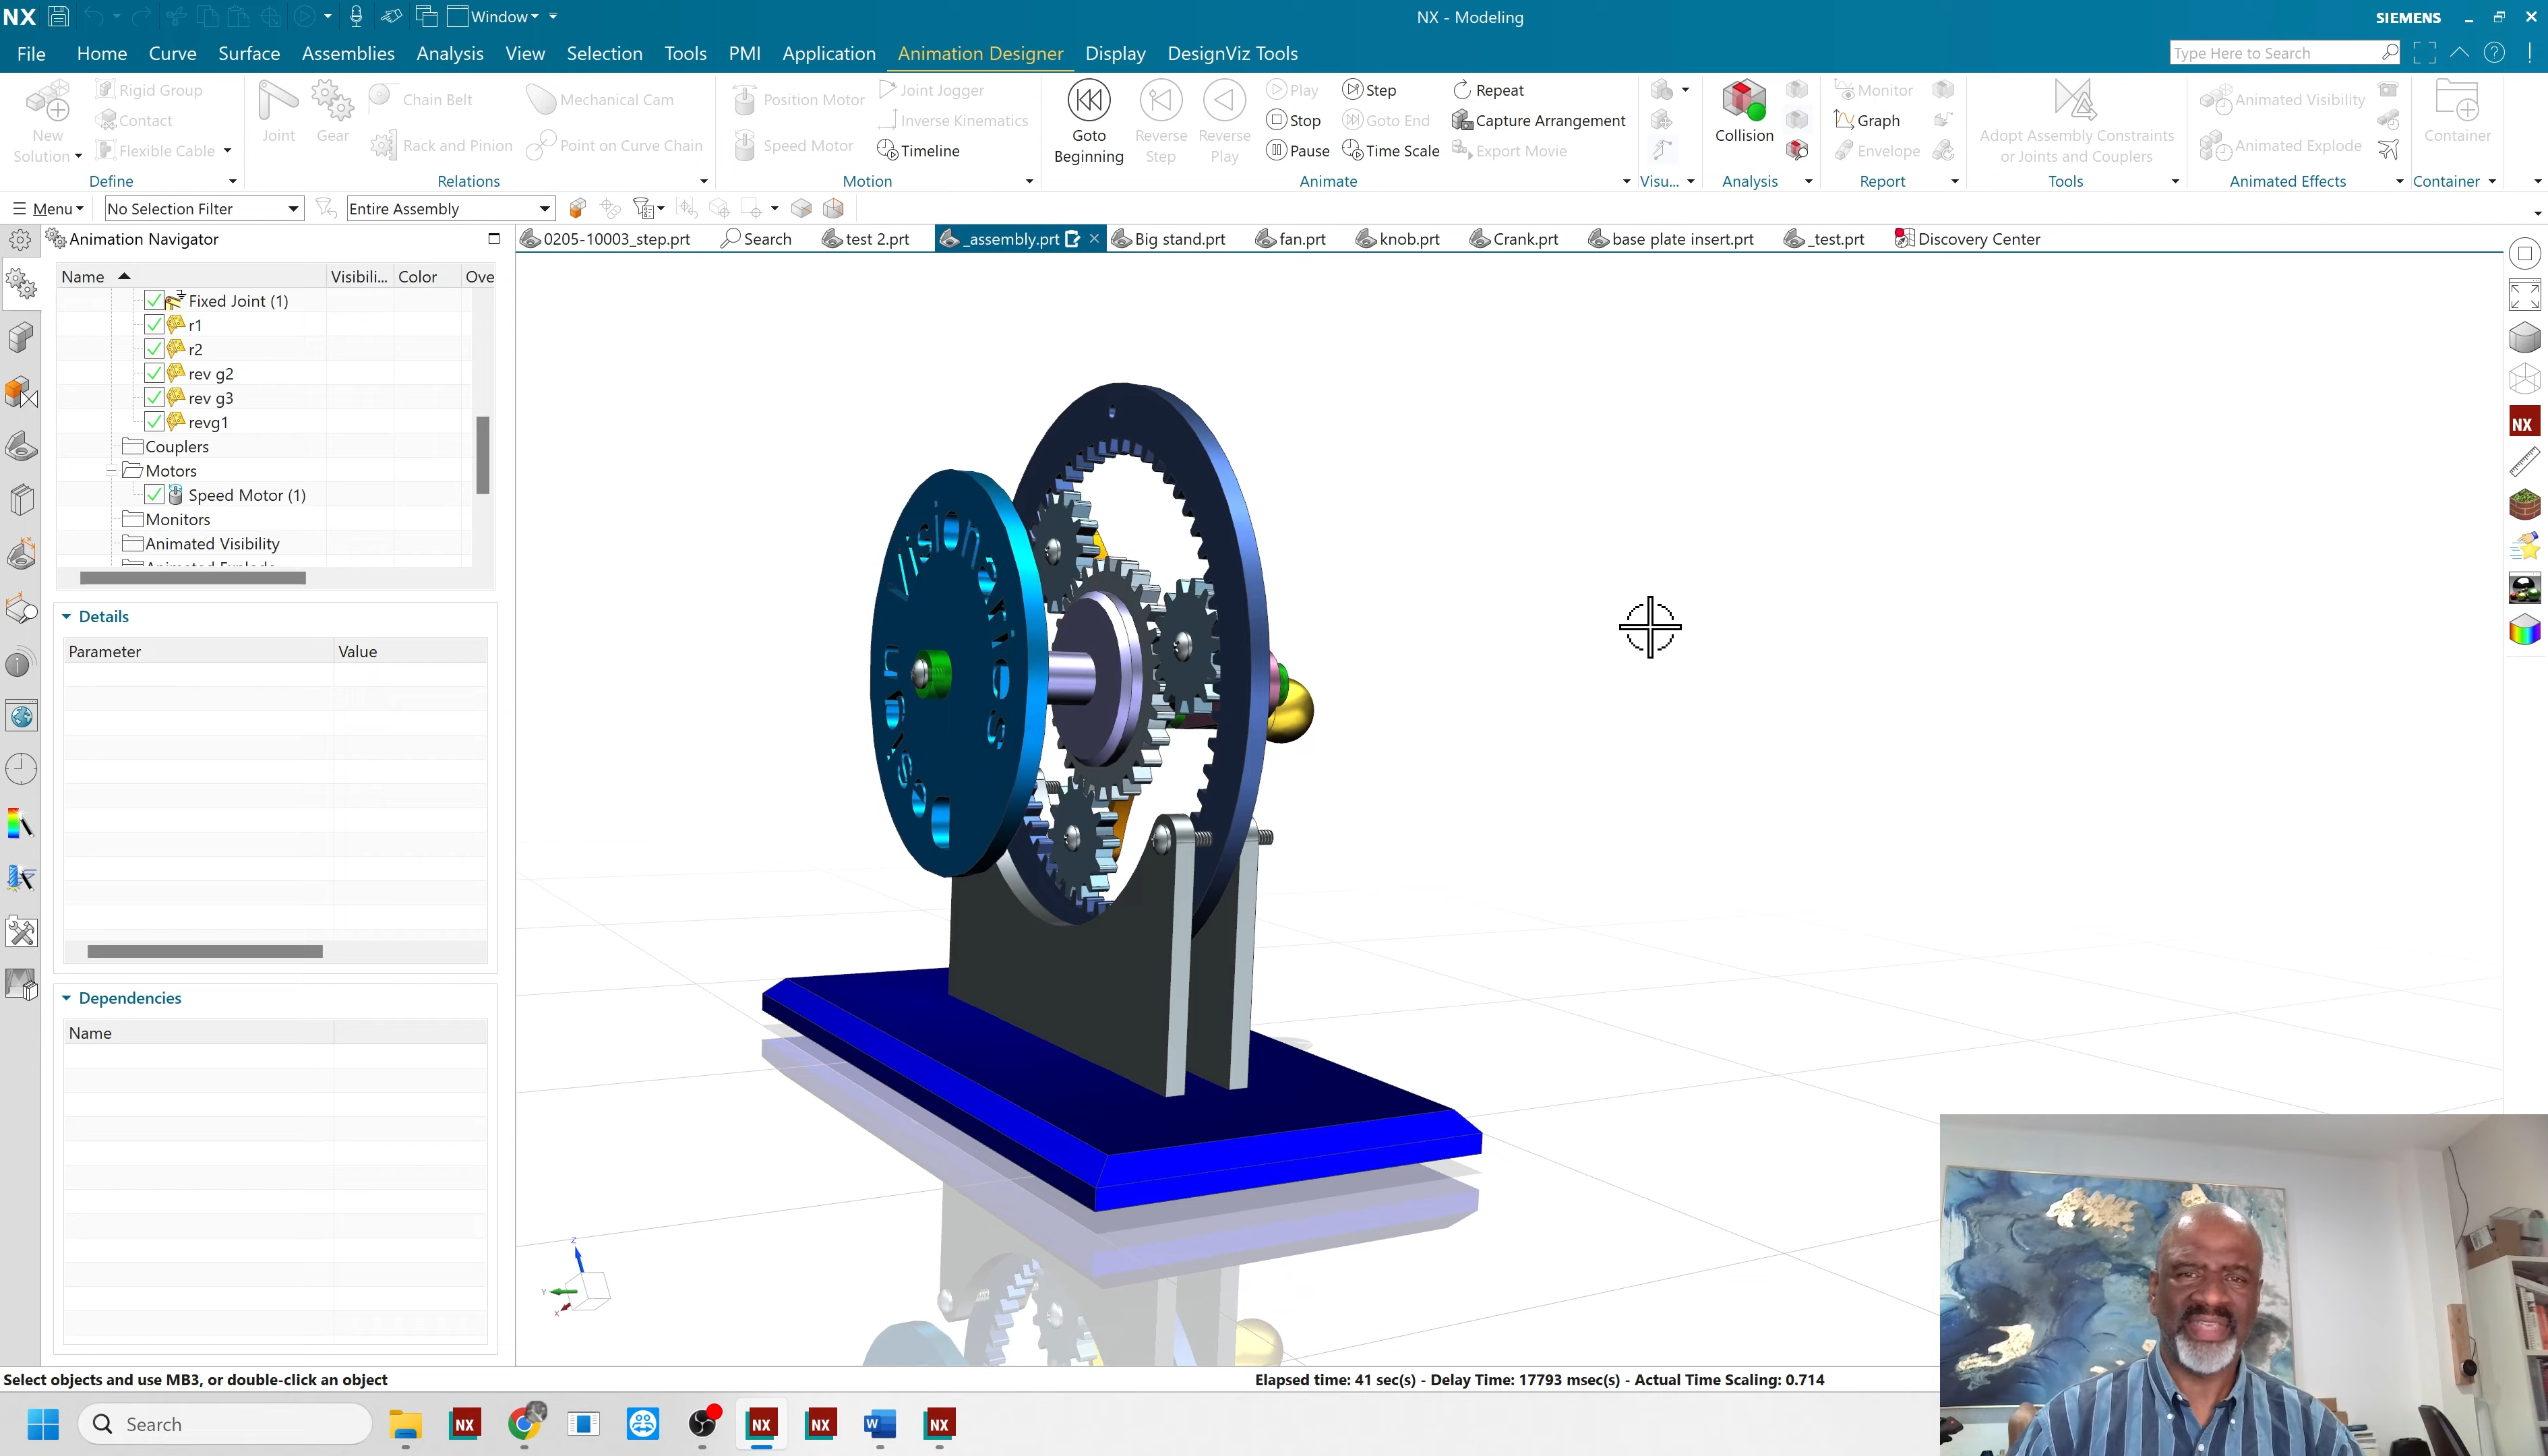 NX Window NX - Modeling SIEMENS
File Home Curve Surface Assemblies Analysis View Selection Tools PMI Application Animation Designer Display DesignViz Tools Type Here to Search
New Solution
Rigid Group
Contact
Flexible Cable
Define
Joint
Gear
Chain Belt
Rack and Pinion
Mechanical Cam
Point on Curve Chain
Relations
Position Motor
Speed Motor
Joint Jogger
Inverse Kinematics
Timeline
Motion
Goto Beginning
Reverse Step
Reverse Play
Play
Stop
Pause
Step
Goto End
Time Scale
Repeat
Capture Arrangement
Export Movie
Animate
Visu...
Collision
Analysis
Monitor
Graph
Envelope
Report
Adopt Assembly Constraints
or Joints and Couplers
Tools
Animated Visibility
Animated Explode
Animated Effects
Container
Container
Menu No Selection Filter Entire Assembly
Animation Navigator
0205-10003_step.prt Search test 2.prt _assembly.prt Big stand.prt fan.prt knob.prt Crank.prt base plate insert.prt _test.prt Discovery Center
Name Visibili... Color Ove
Fixed Joint (1)
r1
r2
rev g2
rev g3
revg1
Couplers
Motors
Speed Motor (1)
Monitors
Animated Visibility
Details
Parameter Value
Dependencies
Name
NX
Z
Y
X
Select objects and use MB3, or double-click an object
Elapsed time: 41 sec(s) - Delay Time: 17793 msec(s) - Actual Time Scaling: 0.714
Search NX NX NX W NX